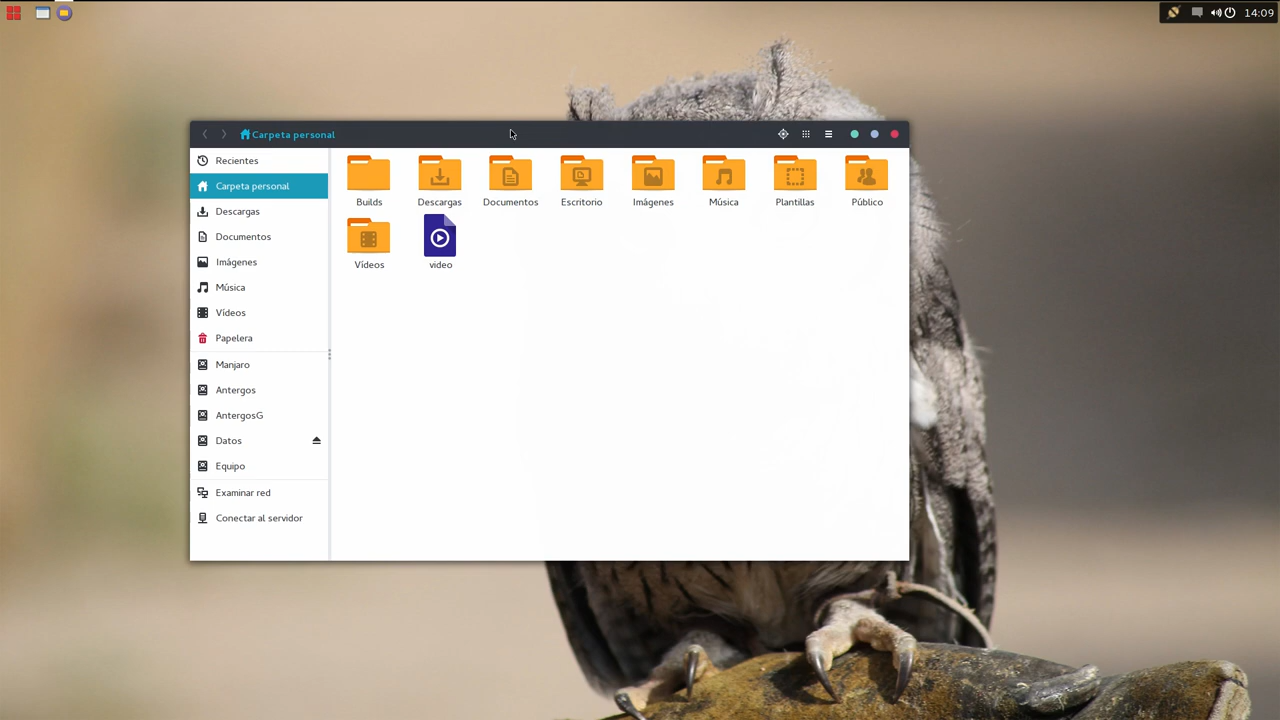 14:09
Carpeta personal
Recientes
Carpeta personal
Descargas
Documentos
Imágenes
Música
Vídeos
Papelera
Manjaro
Antergos
AntergosG
Datos
Equipo
Examinar red
Conectar al servidor
Builds Descargas Documentos Escritorio Imágenes Música Plantillas Público
Vídeos video